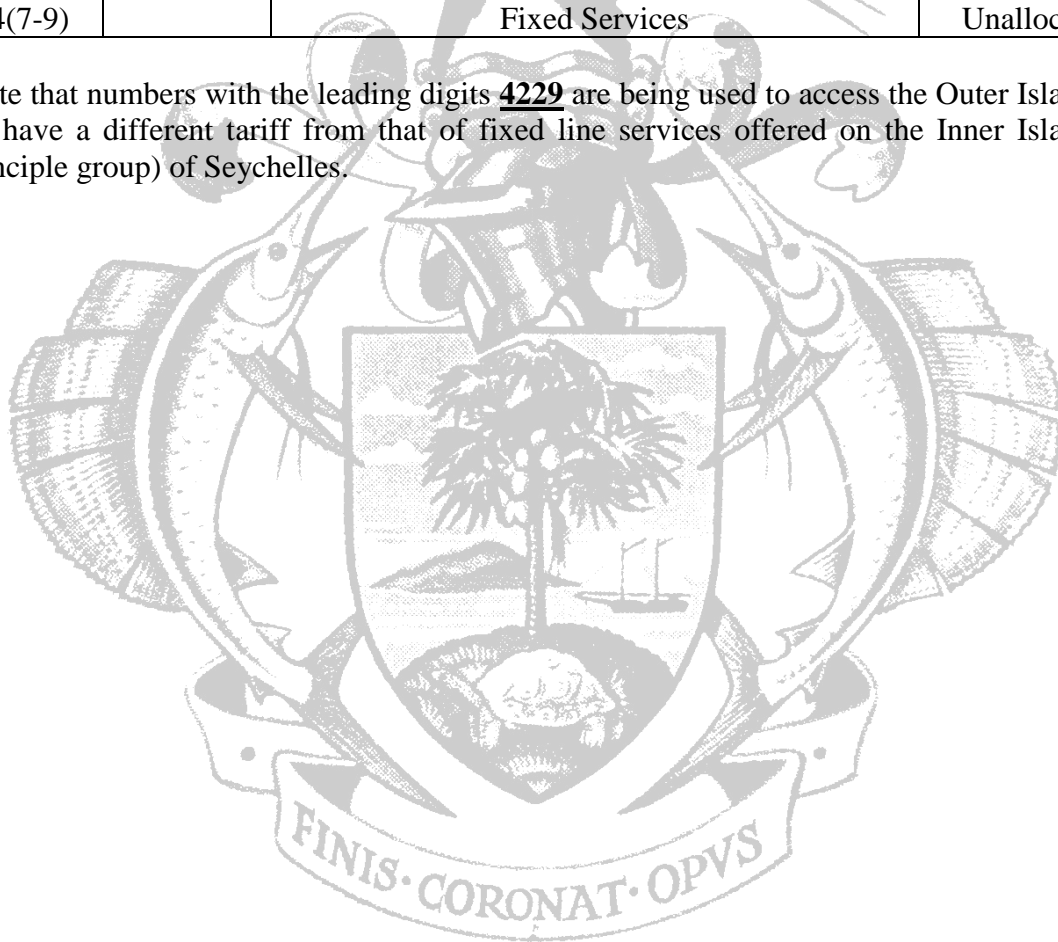 4(7-9) Fixed Services Unalloc
te that numbers with the leading digits 4229 are being used to access the Outer Isla
have a different tariff from that of fixed line services offered on the Inner Isla
nciple group) of Seychelles.
FINIS·CORONAT·OPVS